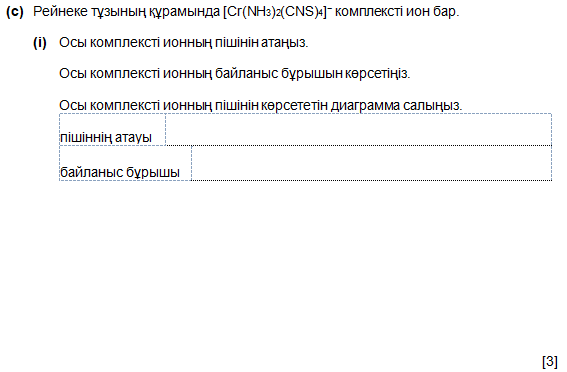 (c) Рейнеке тұзының құрамында [Cr(NH₃)₂(CNS)₄]⁻ комплексті ион бар.
(i) Осы комплексті ионның пішінін атаңыз.
Осы комплексті ионның байланыс бұрышын көрсетіңіз.
Осы комплексті ионның пішінін көрсететін диаграмма салыңыз.
пішіннің атауы
байланыс бұрышы
[3]